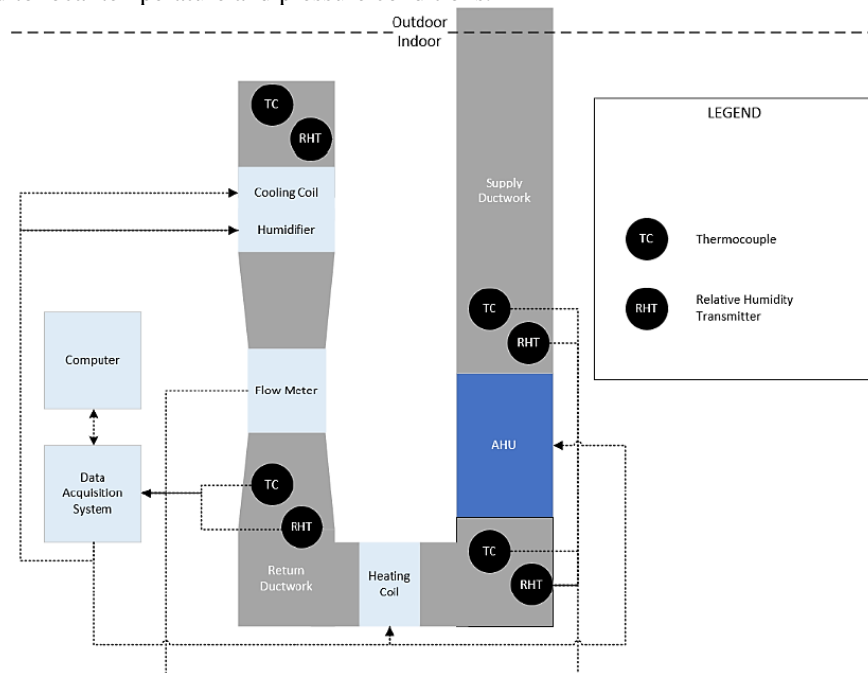 Outdoor
Indoor
TC
RHT
Cooling Coil
Humidifier
Supply
Ductwork
LEGEND
TC
Thermocouple
RHT
Relative Humidity
Transmitter
TC
RHT
Computer
Flow Meter
AHU
Data
Acquisition
System
TC
RHT
Return
Ductwork
Heating
Coil
TC
RHT